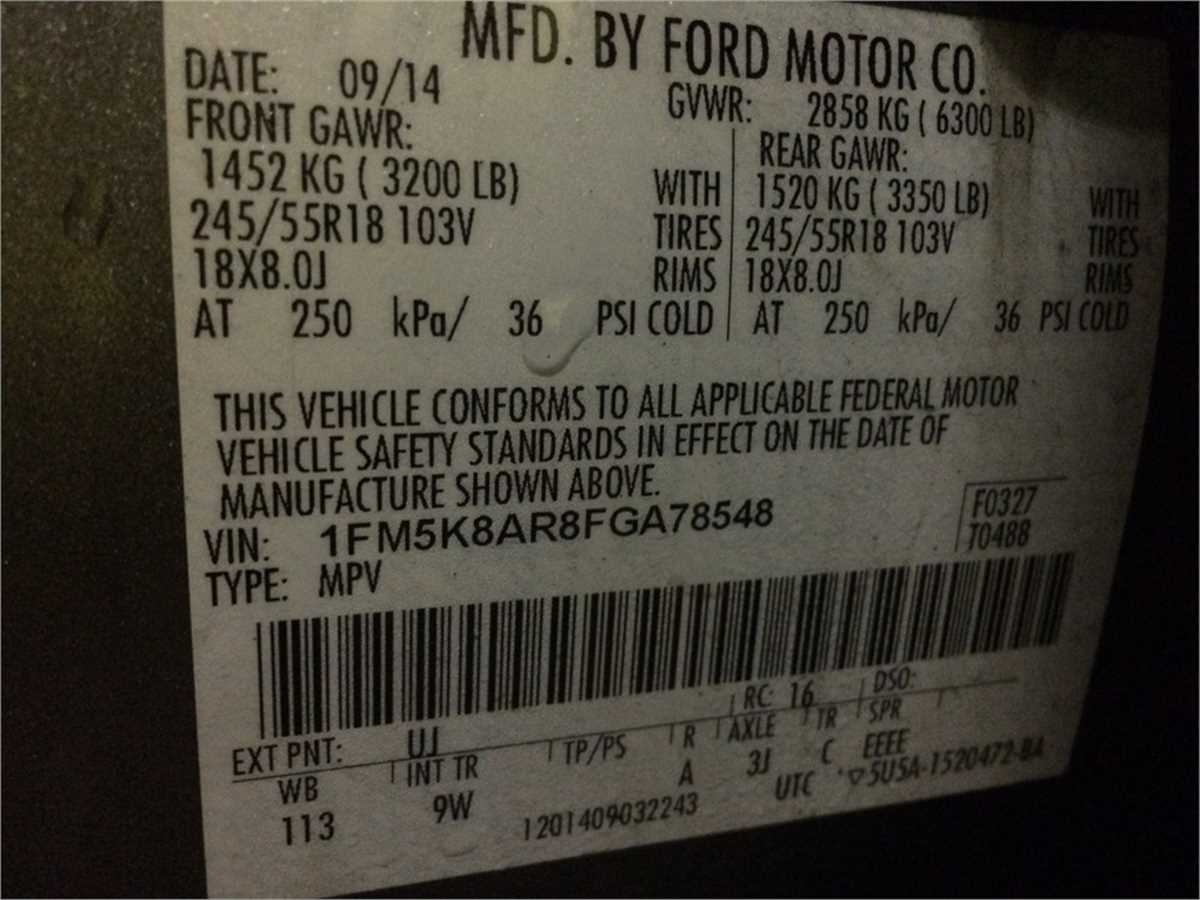 MFD. BY FORD MOTOR CO.
DATE: 09/14 GVWR: 2858 KG ( 6300 LB)
FRONT GAWR: REAR GAWR:
1452 KG ( 3200 LB) WITH 1520 KG ( 3350 LB) WITH
245/55R18 103V TIRES 245/55R18 103V TIRES
18X8.0J RIMS 18X8.0J RIMS
AT 250 kPa/ 36 PSI COLD AT 250 kPa/ 36 PSI COLD
THIS VEHICLE CONFORMS TO ALL APPLICABLE FEDERAL MOTOR
VEHICLE SAFETY STANDARDS IN EFFECT ON THE DATE OF
MANUFACTURE SHOWN ABOVE.
VIN: 1FM5K8AR8FGA78548 F0327
TYPE: MPV T0488
EXT PNT: UJ RC: 16 DSO:
WB INT TR TP/PS R AXLE TR SPR
113 9W A 3J C EEEE
1201409032243 UTC ▽5USA-1520472-BA